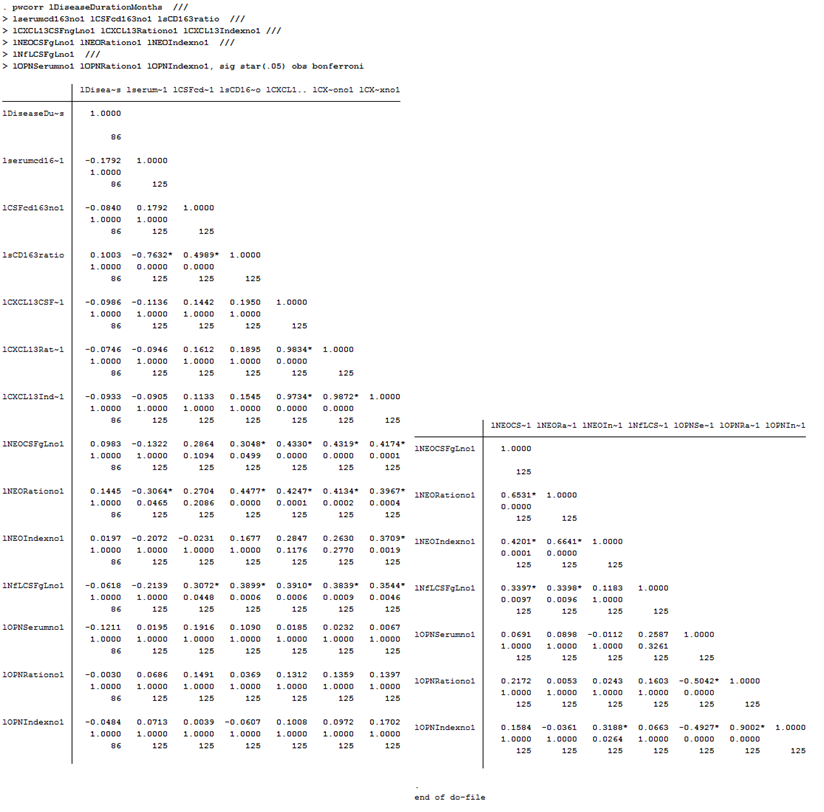 . pwcorr lDiseaseDurationMonths ///
> lserumcd163no1 lCSFcd163no1 lsCD163ratio ///
> lCXCL13CSFngLno1 lCXCL13Rationo1 lCXCL13Indexno1 ///
> lNEOCSFgLno1 lNEORationo1 lNEOIndexno1 ///
> lNfLCSFgLno1 ///
> lOPNSerumno1 lOPNRationo1 lOPNIndexno1, sig star(.05) obs bonferroni
lDisea~s lserum~1 lCSFcd~1 lsCD16~o lCXCL1.. lCX~ono1 lCX~xno1
lDiseaseDu~s 1.0000
86
lserumcd16~1 -0.1792 1.0000
1.0000
86 125
lCSFcd163no1 -0.0840 0.1792 1.0000
1.0000 1.0000
86 125 125
lsCD163ratio 0.1003 -0.7632* 0.4989* 1.0000
1.0000 0.0000 0.0000
86 125 125 125
lCXCL13CSF~1 -0.0986 -0.1136 0.1442 0.1950 1.0000
1.0000 1.0000 1.0000 1.0000
86 125 125 125 125
lCXCL13Rat~1 -0.0746 -0.0946 0.1612 0.1895 0.9834* 1.0000
1.0000 1.0000 1.0000 1.0000 0.0000
86 125 125 125 125 125
lCXCL13Ind~1 -0.0933 -0.0905 0.1133 0.1545 0.9734* 0.9872* 1.0000
1.0000 1.0000 1.0000 1.0000 0.0000 0.0000
86 125 125 125 125 125 125
lNEOCSFgLno1 0.0983 -0.1322 0.2864 0.3048* 0.4330* 0.4319* 0.4174*
1.0000 1.0000 0.1094 0.0499 0.0000 0.0000 0.0001
86 125 125 125 125 125 125
lNEORationo1 0.1445 -0.3064* 0.2704 0.4477* 0.4247* 0.4134* 0.3967*
1.0000 0.0465 0.2086 0.0000 0.0001 0.0002 0.0004
86 125 125 125 125 125 125
lNEOIndexno1 0.0197 -0.2072 -0.0231 0.1677 0.2847 0.2630 0.3709*
1.0000 1.0000 1.0000 1.0000 0.1176 0.2770 0.0019
86 125 125 125 125 125 125
lNfLCSFgLno1 -0.0618 -0.2139 0.3072* 0.3899* 0.3910* 0.3839* 0.3544*
1.0000 1.0000 0.0448 0.0006 0.0006 0.0009 0.0046
86 125 125 125 125 125 125
lOPNSerumno1 -0.1211 0.0195 0.1916 0.1090 0.0185 0.0232 0.0067
1.0000 1.0000 1.0000 1.0000 1.0000 1.0000 1.0000
86 125 125 125 125 125 125
lOPNRationo1 -0.0030 0.0686 0.1491 0.0369 0.1312 0.1359 0.1397
1.0000 1.0000 1.0000 1.0000 1.0000 1.0000 1.0000
86 125 125 125 125 125 125
lOPNIndexno1 -0.0484 0.0713 0.0039 -0.0607 0.1008 0.0972 0.1702
1.0000 1.0000 1.0000 1.0000 1.0000 1.0000 1.0000
86 125 125 125 125 125 125
lNEOCS~1 lNEORa~1 lNEOIn~1 lNfLCS~1 lOPNSe~1 lOPNRa~1 lOPNIn~1
lNEOCSFgLno1 1.0000
125
lNEORationo1 0.6531* 1.0000
0.0000
125 125
lNEOIndexno1 0.4201* 0.6641* 1.0000
0.0001 0.0000
125 125 125
lNfLCSFgLno1 0.3397* 0.3398* 0.1183 1.0000
0.0097 0.0096 1.0000
125 125 125 125
lOPNSerumno1 0.0691 0.0898 -0.0112 0.2587 1.0000
1.0000 1.0000 1.0000 0.3261
125 125 125 125 125
lOPNRationo1 0.2172 0.0053 0.0243 0.1603 -0.5042* 1.0000
1.0000 1.0000 1.0000 1.0000 0.0000
125 125 125 125 125 125
lOPNIndexno1 0.1584 -0.0361 0.3188* 0.0663 -0.4927* 0.9002* 1.0000
1.0000 1.0000 0.0264 1.0000 0.0000 0.0000
125 125 125 125 125 125 125
.
end of do-file